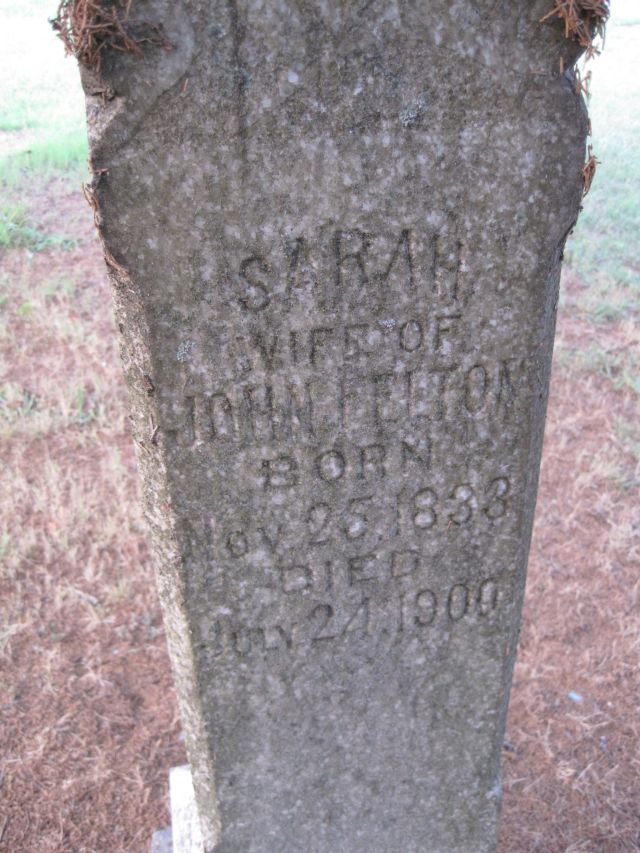 SARAH
WIFE OF
JOHN FELTON
BORN
NOV. 25, 1833
DIED
JULY 24, 1900